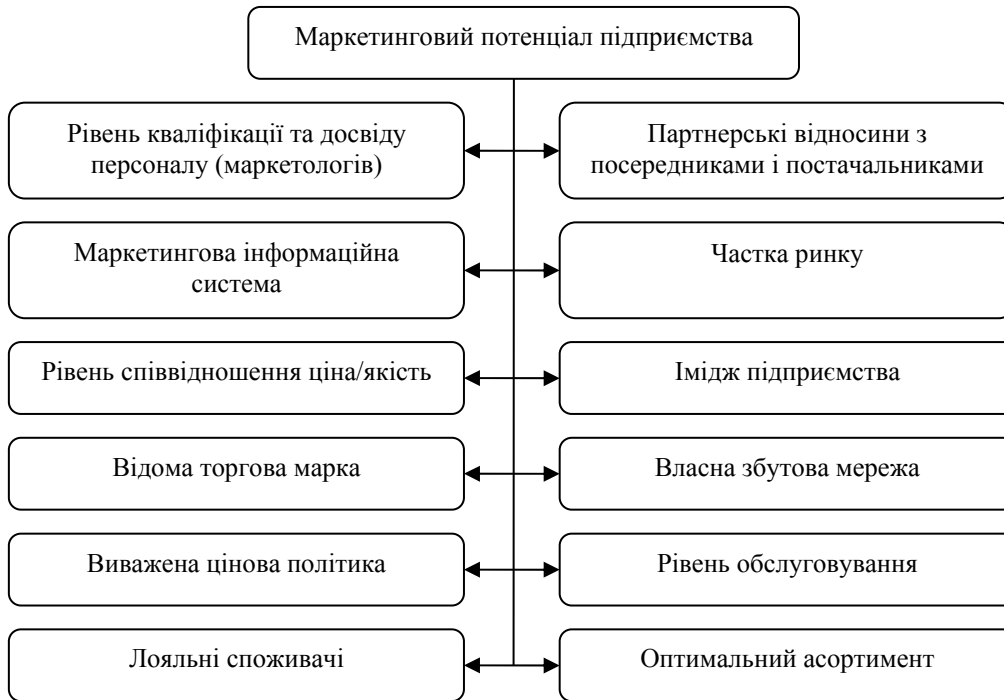 Маркетинговий потенціал підприємства
Рівень кваліфікації та досвіду
персоналу (маркетологів)
Партнерські відносини з
посередниками і постачальниками
Маркетингова інформаційна
система
Частка ринку
Рівень співвідношення ціна/якість
Імідж підприємства
Відома торгова марка
Власна збутова мережа
Виважена цінова політика
Рівень обслуговування
Лояльні споживачі
Оптимальний асортимент